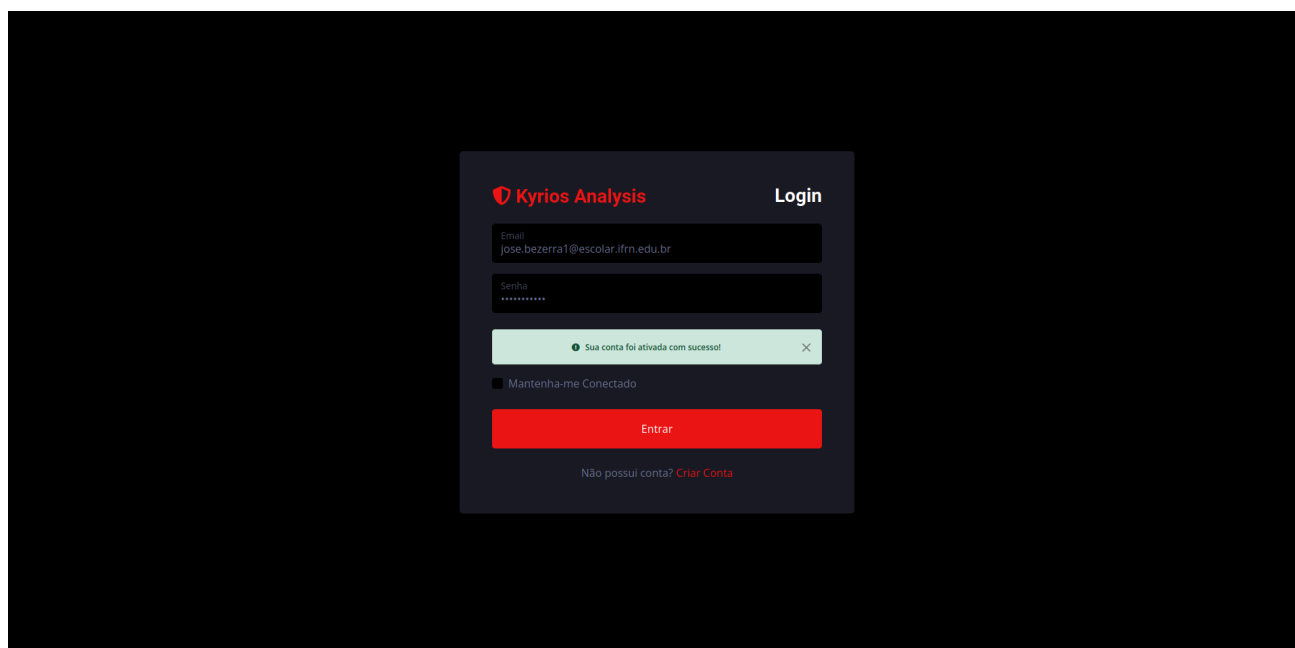 Kyrios Analysis
Login
Email
jose.bezerra1@escolar.ifrn.edu.br
Senha
•••••••••••
Sua conta foi ativada com sucesso!
Mantenha-me Conectado
Entrar
Não possui conta? Criar Conta